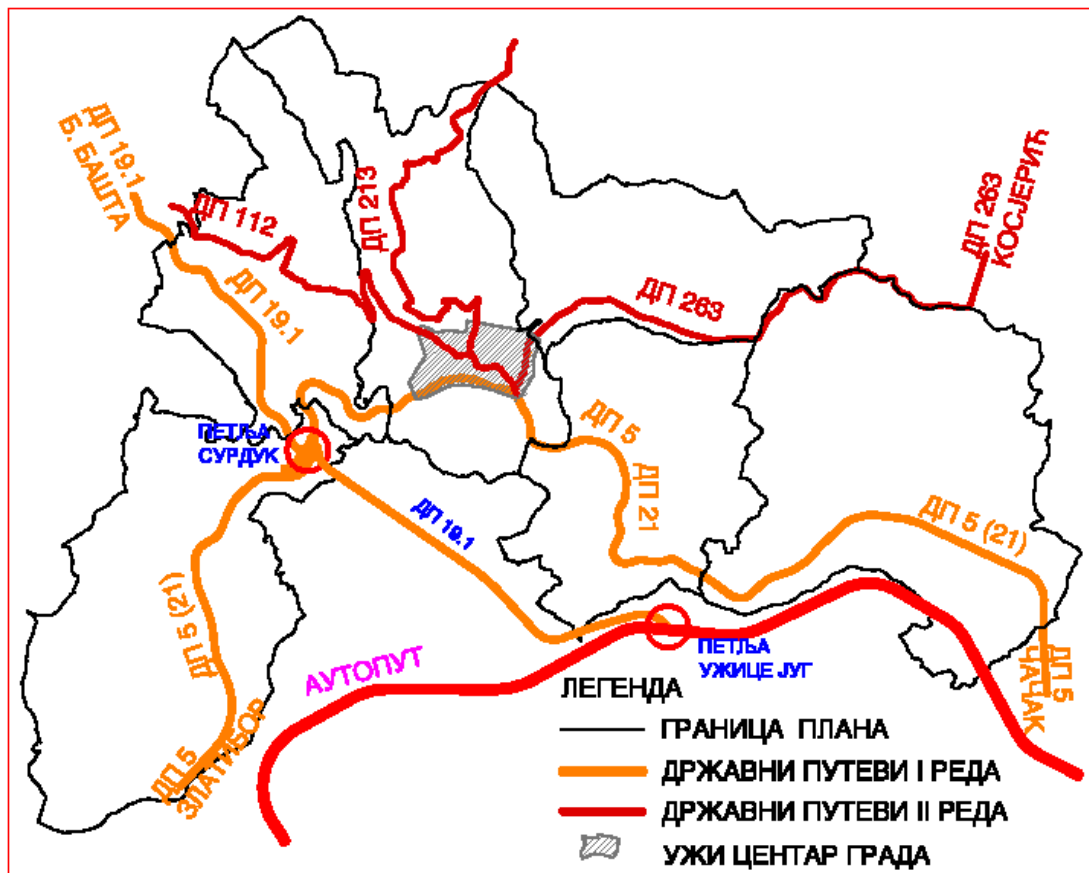 ДП 19.1
Б. БАШТА
ДП 112
ДП 213
ДП 263
КОСЈЕРИЋ
ДП 19.1
ДП 263
ПЕТЉА
СУРДУК
ДП 5
ДП 21
ДП 19.1
ДП 5 (21)
ДП 5 (21)
АУТОПУТ
ПЕТЉА
УЖИЦЕ ЈУГ
ДП 5
ЧАЧАК
ДП 5
ЗЛАТИБОР
ЛЕГЕНДА
ГРАНИЦА ПЛАНА
ДРЖАВНИ ПУТЕВИ I РЕДА
ДРЖАВНИ ПУТЕВИ II РЕДА
УЖИ ЦЕНТАР ГРАДА